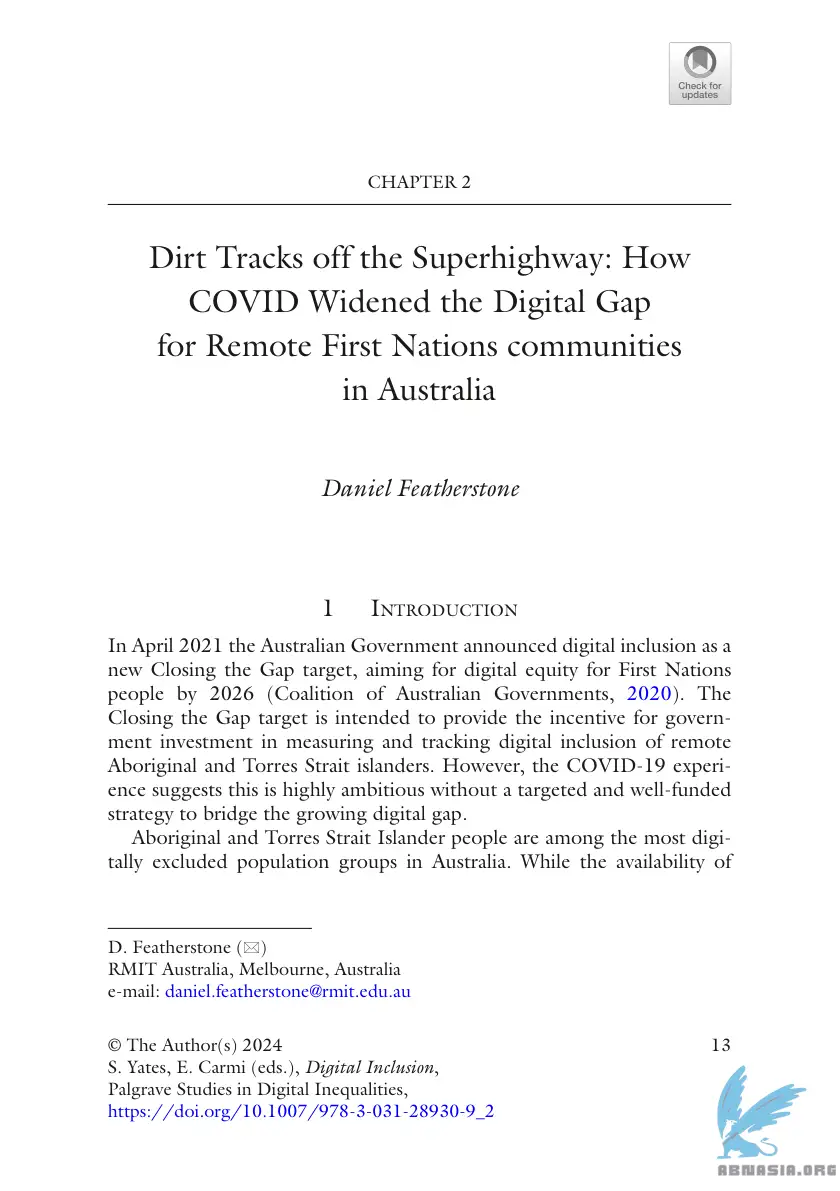 Check for
updates
CHAPTER 2
Dirt Tracks off the Superhighway: How
COVID Widened the Digital Gap
for Remote First Nations communities
in Australia
Daniel Featherstone
1 Introduction
In April 2021 the Australian Government announced digital inclusion as a
new Closing the Gap target, aiming for digital equity for First Nations
people by 2026 (Coalition of Australian Governments, 2020). The
Closing the Gap target is intended to provide the incentive for govern-
ment investment in measuring and tracking digital inclusion of remote
Aboriginal and Torres Strait islanders. However, the COVID-19 experi-
ence suggests this is highly ambitious without a targeted and well-funded
strategy to bridge the growing digital gap.
Aboriginal and Torres Strait Islander people are among the most digi-
tally excluded population groups in Australia. While the availability of
D. Featherstone (✉)
RMIT Australia, Melbourne, Australia
e-mail: daniel.featherstone@rmit.edu.au
© The Author(s) 2024 13
S. Yates, E. Carmi (eds.), Digital Inclusion,
Palgrave Studies in Digital Inequalities,
https://doi.org/10.1007/978-3-031-28930-9_2
ABNASIA.ORG